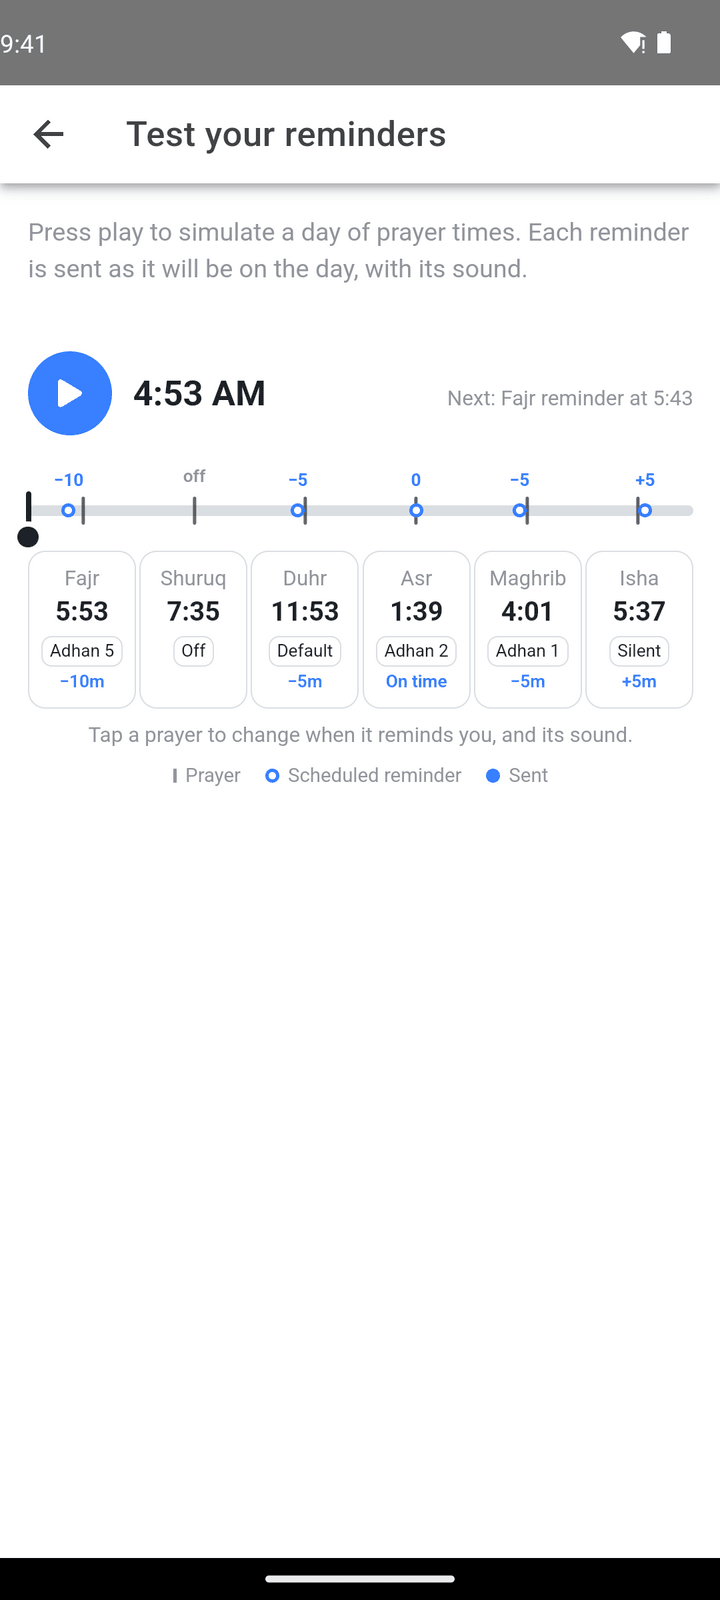 9:41
Test your reminders
Press play to simulate a day of prayer times. Each reminder
is sent as it will be on the day, with its sound.
4:53 AM
Next: Fajr reminder at 5:43
−10 off −5 0 −5 +5
Fajr Shuruq Duhr Asr Maghrib Isha
5:53 7:35 11:53 1:39 4:01 5:37
Adhan 5 Off Default Adhan 2 Adhan 1 Silent
−10m −5m On time −5m +5m
Tap a prayer to change when it reminds you, and its sound.
Prayer Scheduled reminder Sent